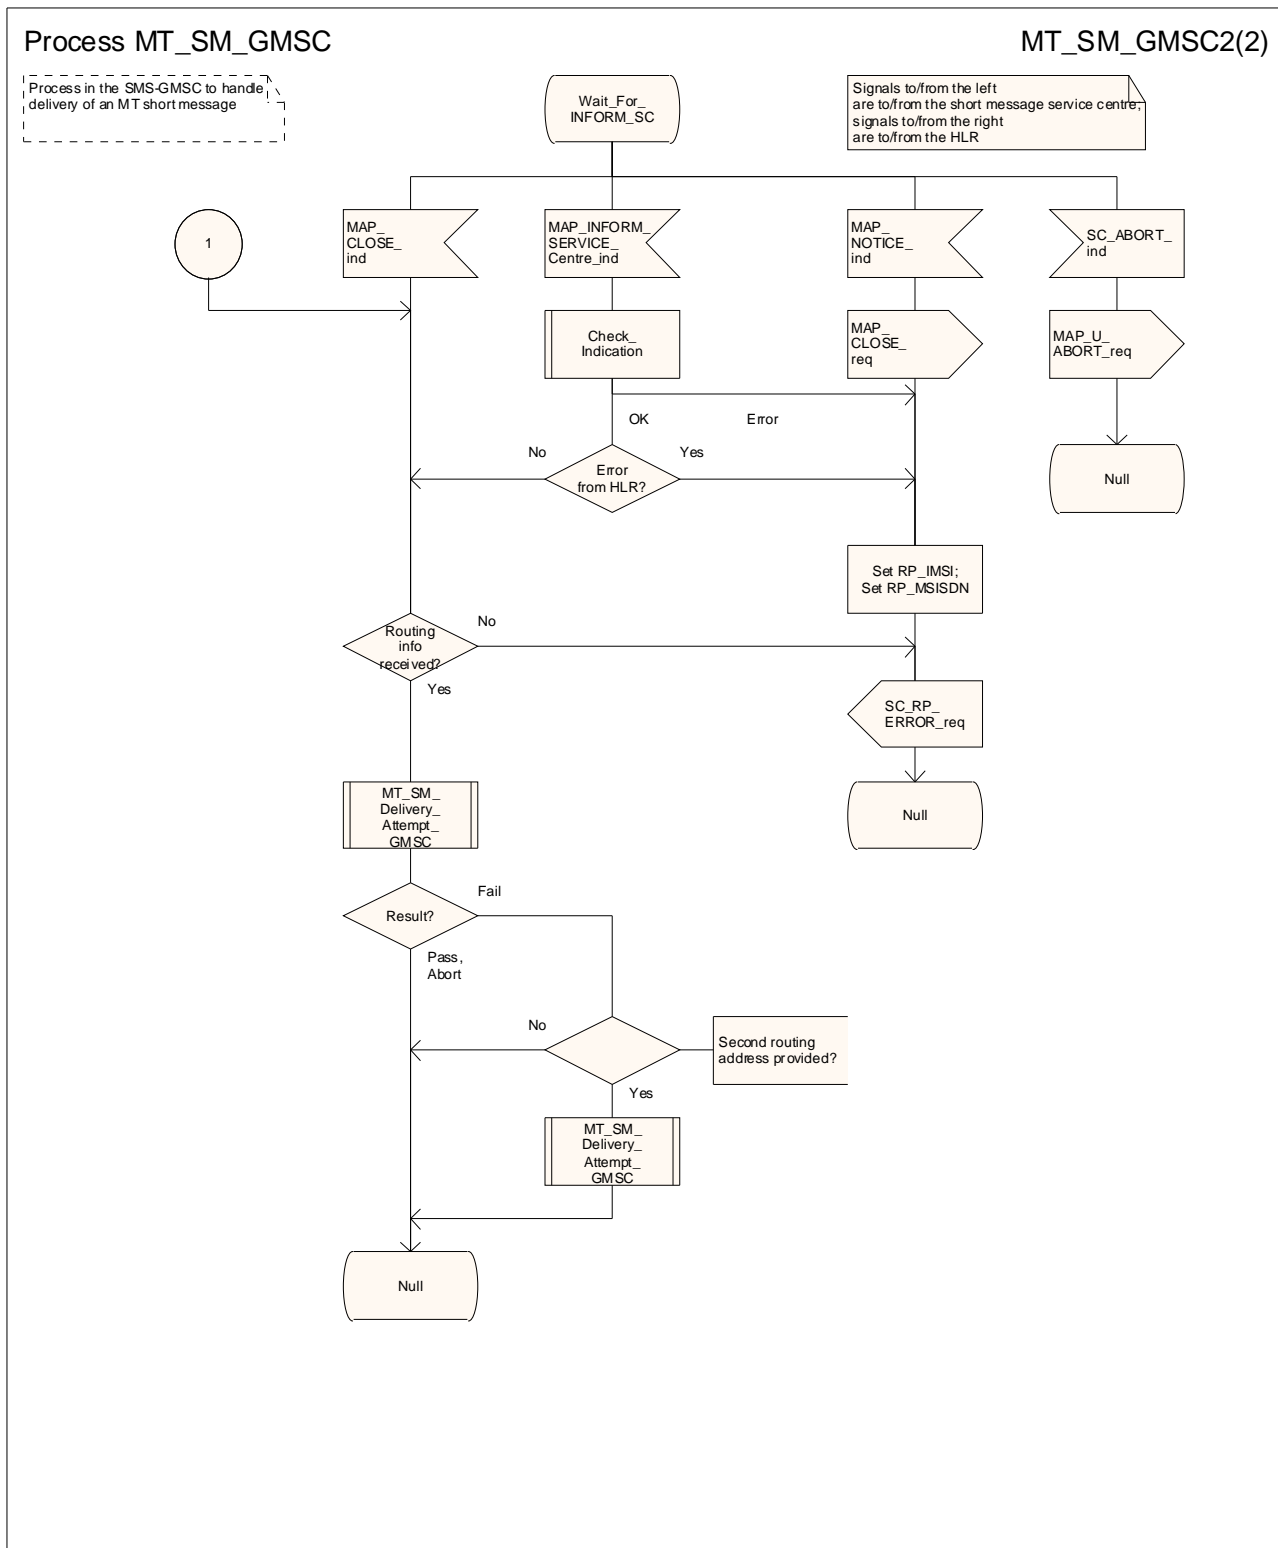 Process MT_SM_GMSC
MT_SM_GMSC2(2)
Process in the SMS-GMSC to handle
delivery of an MT short message
Wait_For_
INFORM_SC
Signals to/from the left
are to/from the short message service centre;
signals to/from the right
are to/from the HLR
1
MAP_
CLOSE_
ind
MAP_INFORM_
SERVICE_
Centre_ind
MAP_
NOTICE_
ind
SC_ABORT_
ind
Check_
Indication
MAP_
CLOSE_
req
MAP_U_
ABORT_req
OK
Error
No
Yes
Error
from HLR?
Null
Set RP_IMSI;
Set RP_MSISDN
No
Routing
info
received?
Yes
SC_RP_
ERROR_req
MT_SM_
Delivery_
Attempt_
GMSC
Null
Fail
Result?
Pass,
Abort
No
Second routing
address provided?
Yes
MT_SM_
Delivery_
Attempt_
GMSC
Null